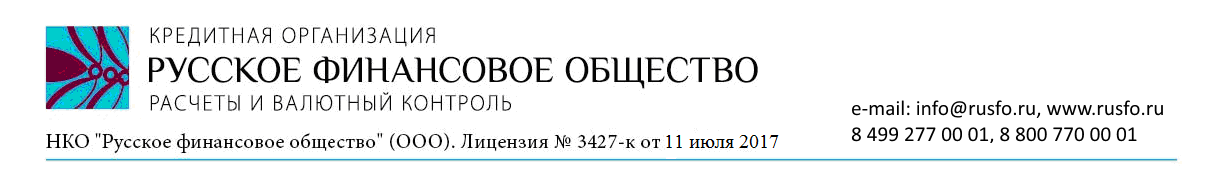 КРЕДИТНАЯ ОРГАНИЗАЦИЯ
РУССКОЕ ФИНАНСОВОЕ ОБЩЕСТВО
РАСЧЕТЫ И ВАЛЮТНЫЙ КОНТРОЛЬ
НКО "Русское финансовое общество" (ООО). Лицензия № 3427-к от 11 июля 2017
e-mail: info@rusfo.ru, www.rusfo.ru
8 499 277 00 01, 8 800 770 00 01